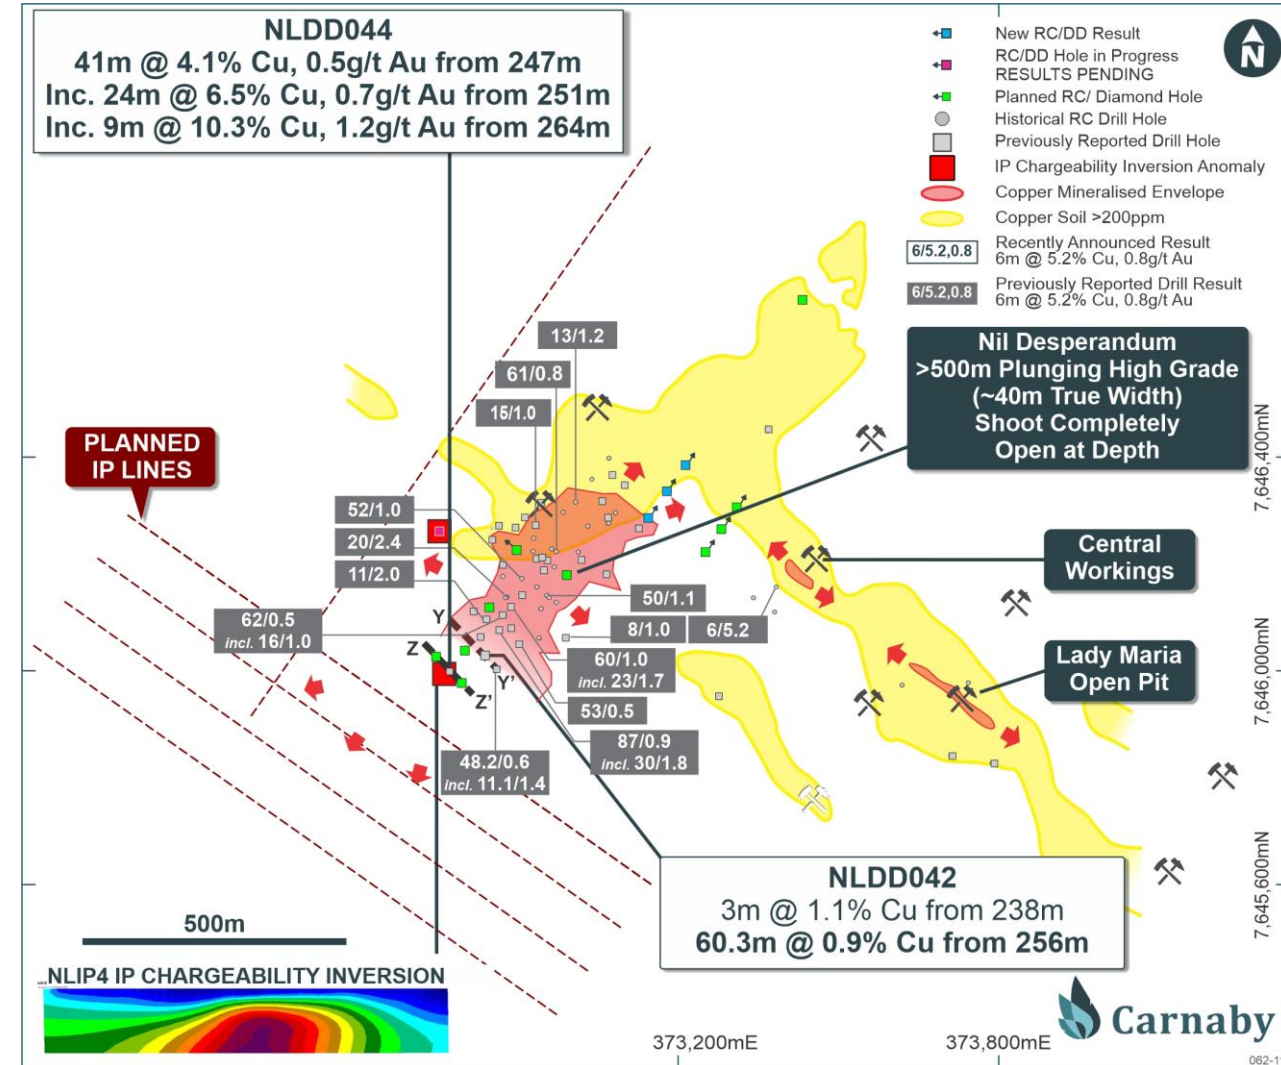 NLDD044
41m @ 4.1% Cu, 0.5g/t Au from 247m
Inc. 24m @ 6.5% Cu, 0.7g/t Au from 251m
Inc. 9m @ 10.3% Cu, 1.2g/t Au from 264m
New RC/DD Result
RC/DD Hole in Progress
RESULTS PENDING
Planned RC/ Diamond Hole
Historical RC Drill Hole
Previously Reported Drill Hole
IP Chargeability Inversion Anomaly
Copper Mineralised Envelope
Copper Soil >200ppm
6/5.2,0.8
Recently Announced Result
6m @ 5.2% Cu, 0.8g/t Au
6/5.2,0.8
Previously Reported Drill Result
6m @ 5.2% Cu, 0.8g/t Au
N
Nil Desperandum
>500m Plunging High Grade
(~40m True Width)
Shoot Completely
Open at Depth
13/1.2
61/0.8
15/1.0
PLANNED
IP LINES
52/1.0
20/2.4
11/2.0
62/0.5
incl. 16/1.0
Y
Z
Y'
Z'
50/1.1
8/1.0
6/5.2
60/1.0
incl. 23/1.7
53/0.5
87/0.9
incl. 30/1.8
48.2/0.6
incl. 11.1/1.4
Central
Workings
Lady Maria
Open Pit
7,646,400mN
7,646,000mN
7,645,600mN
NLDD042
3m @ 1.1% Cu from 238m
60.3m @ 0.9% Cu from 256m
500m
NLIP4 IP CHARGEABILITY INVERSION
373,200mE
373,800mE
Carnaby